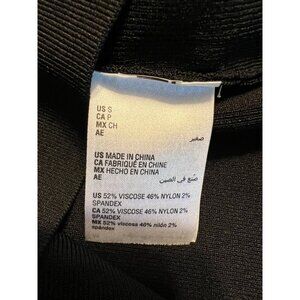 US S
CA P
MX CH
AE صغير
US MADE IN CHINA
CA FABRIQUÉ EN CHINE
MX HECHO EN CHINA
AE صنع في الصين
US 52% VISCOSE 46% NYLON 2%
SPANDEX
CA 52% VISCOSE 46% NYLON 2%
SPANDEX
MX 52% viscosa 46% nilón 2%
spándex